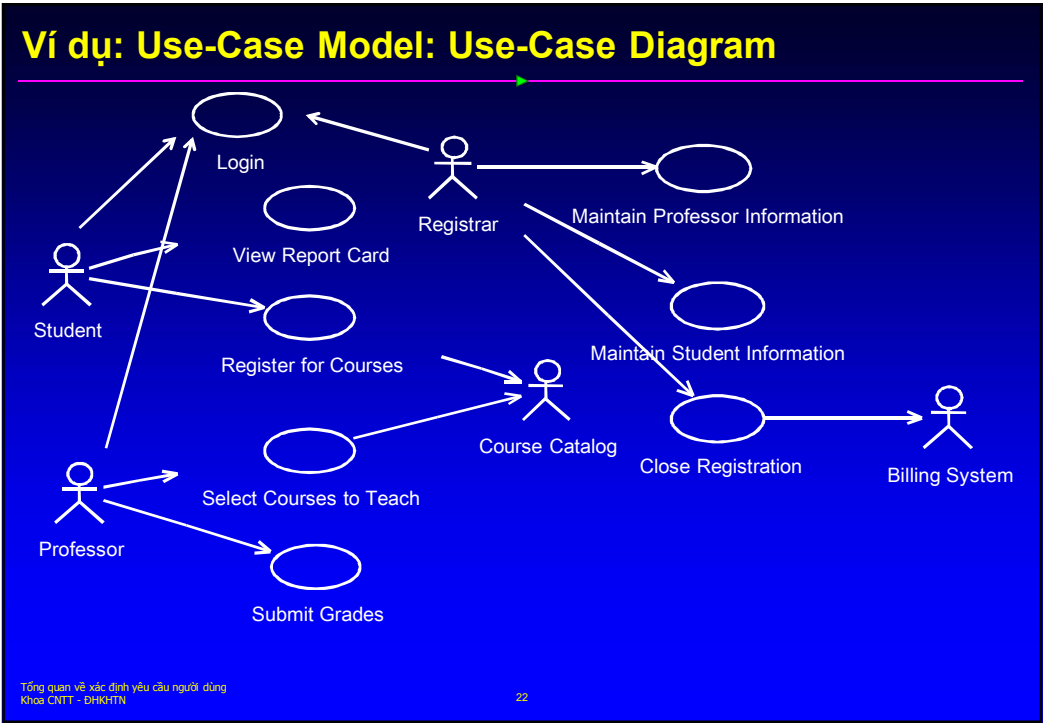 Ví dụ: Use-Case Model: Use-Case Diagram
Login
Registrar
Maintain Professor Information
View Report Card
Student
Register for Courses
Maintain Student Information
Course Catalog
Close Registration
Billing System
Select Courses to Teach
Professor
Submit Grades
Tổng quan về xác định yêu cầu người dùng
Khoa CNTT - ĐHKHTN
22